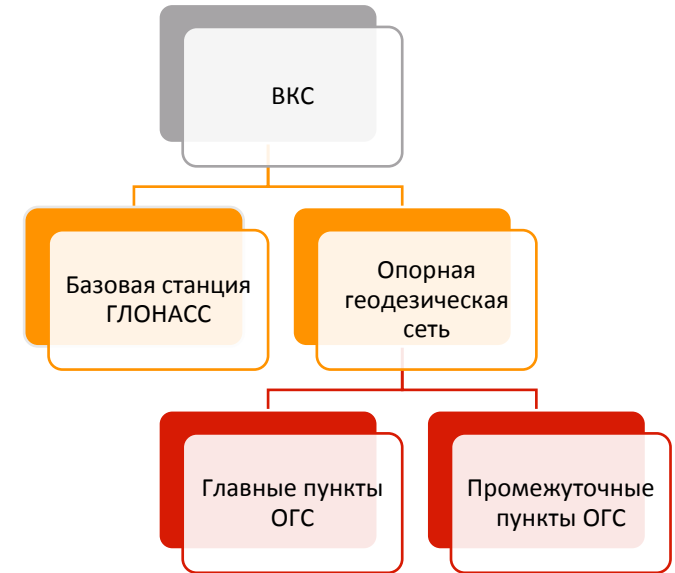 ВКС
Базовая станция
ГЛОНАСС
Опорная
геодезическая
сеть
Главные пункты
ОГС
Промежуточные
пункты ОГС